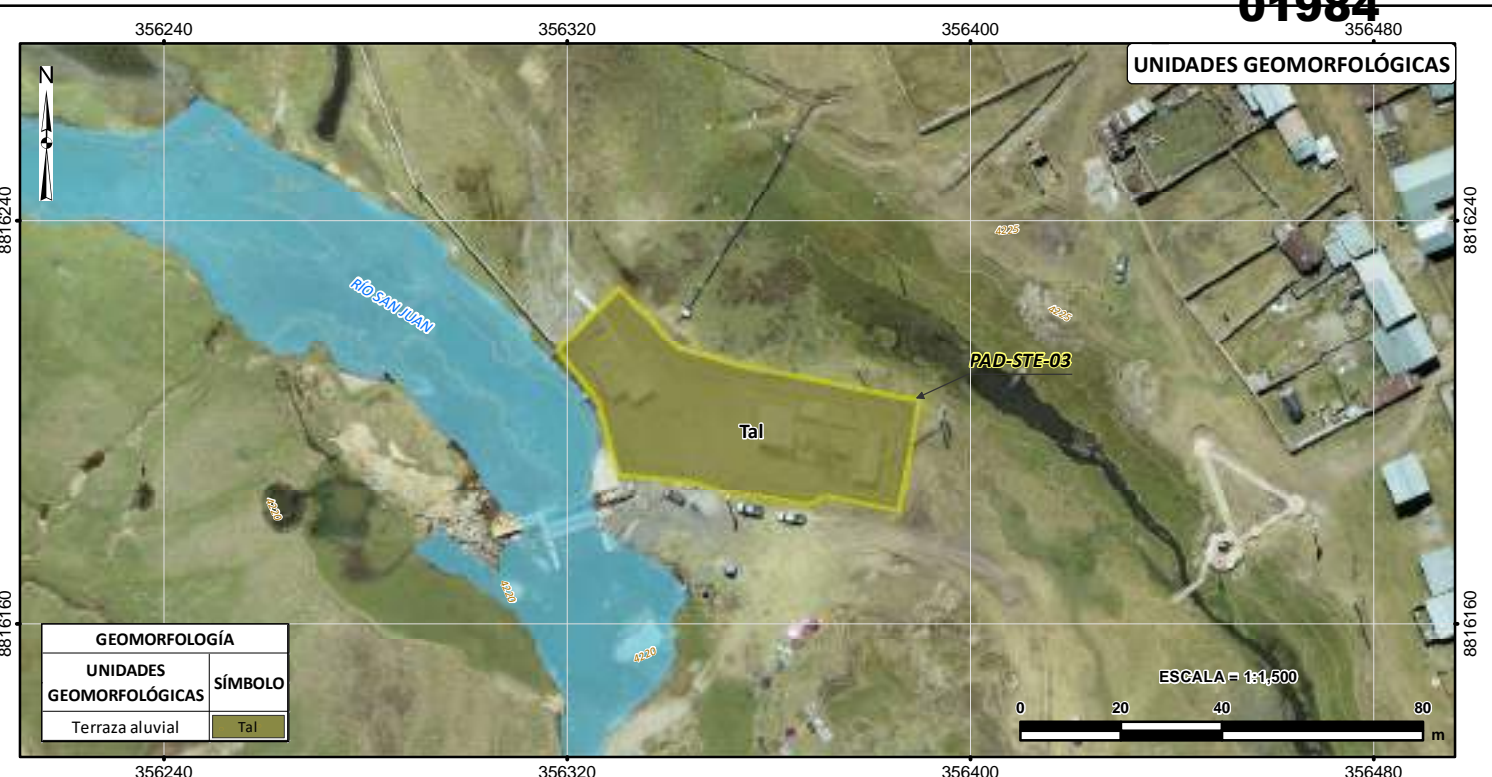 01984
356240
356320
356400
356480
UNIDADES GEOMORFOLÓGICAS
N
8816240
8816240
4225
RÍO SAN JUAN
4225
PAD-STE-03
Tal
4220
4220
4220
8816160
8816160
GEOMORFOLOGÍA
UNIDADES GEOMORFOLÓGICAS
SÍMBOLO
Terraza aluvial
Tal
ESCALA = 1:1,500
0 20 40 80
m
356240
356320
356400
356480